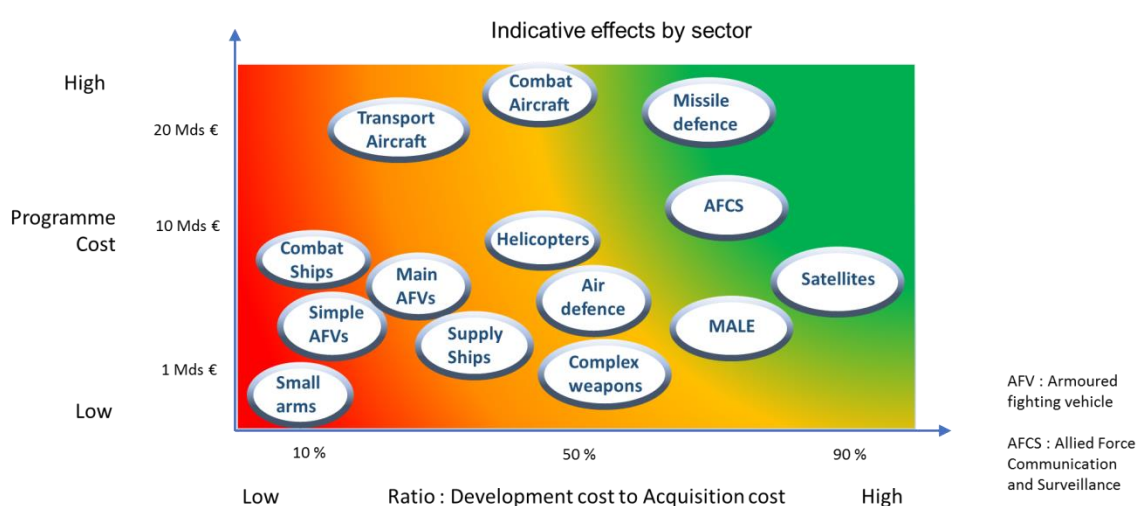 Indicative effects by sector
High
20 Mds €
Programme
Cost
10 Mds €
1 Mds €
Low
Combat
Aircraft
Missile
defence
Transport
Aircraft
AFCS
Helicopters
Combat
Ships
Main
AFVs
Air
defence
Satellites
Simple
AFVs
Supply
Ships
MALE
Complex
weapons
Small
arms
AFV : Armoured
fighting vehicle
AFCS : Allied Force
Communication
and Surveillance
10 %
50 %
90 %
Low
Ratio : Development cost to Acquisition cost
High